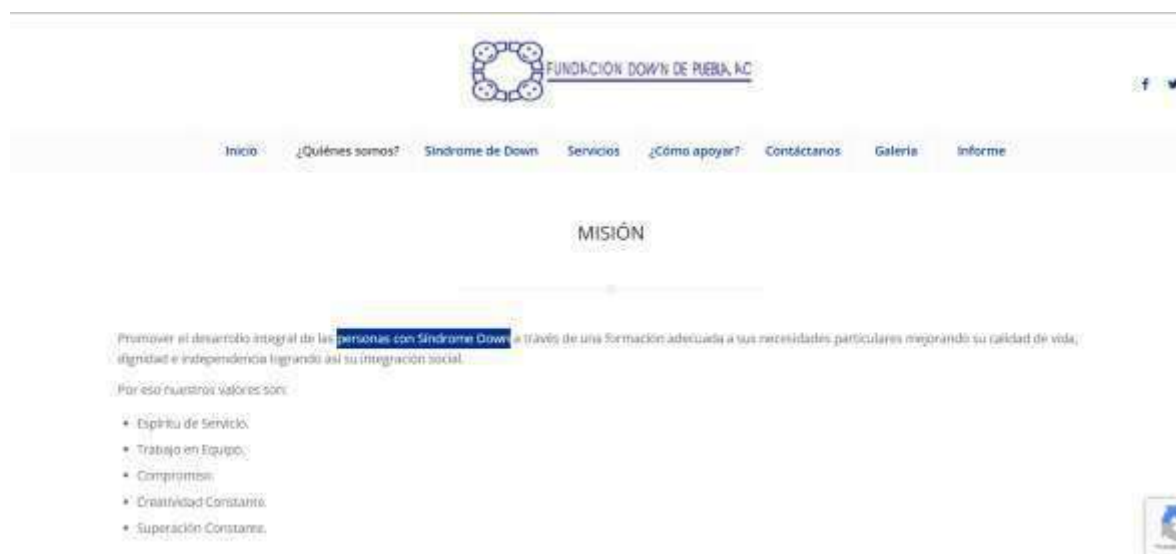 FUNDACION DOWN DE PUEBLA, AC
Inicio ¿Quiénes somos? Síndrome de Down Servicios ¿Cómo apoyar? Contáctanos Galería Informe
MISIÓN
Promover el desarrollo integral de las personas con Síndrome Down a través de una formación adecuada a sus necesidades particulares mejorando su calidad de vida,
dignidad e independencia logrando así su integración social.
Por eso nuestros valores son:
• Espíritu de Servicio.
• Trabajo en Equipo.
• Compromiso.
• Creatividad Constante.
• Superación Constante.